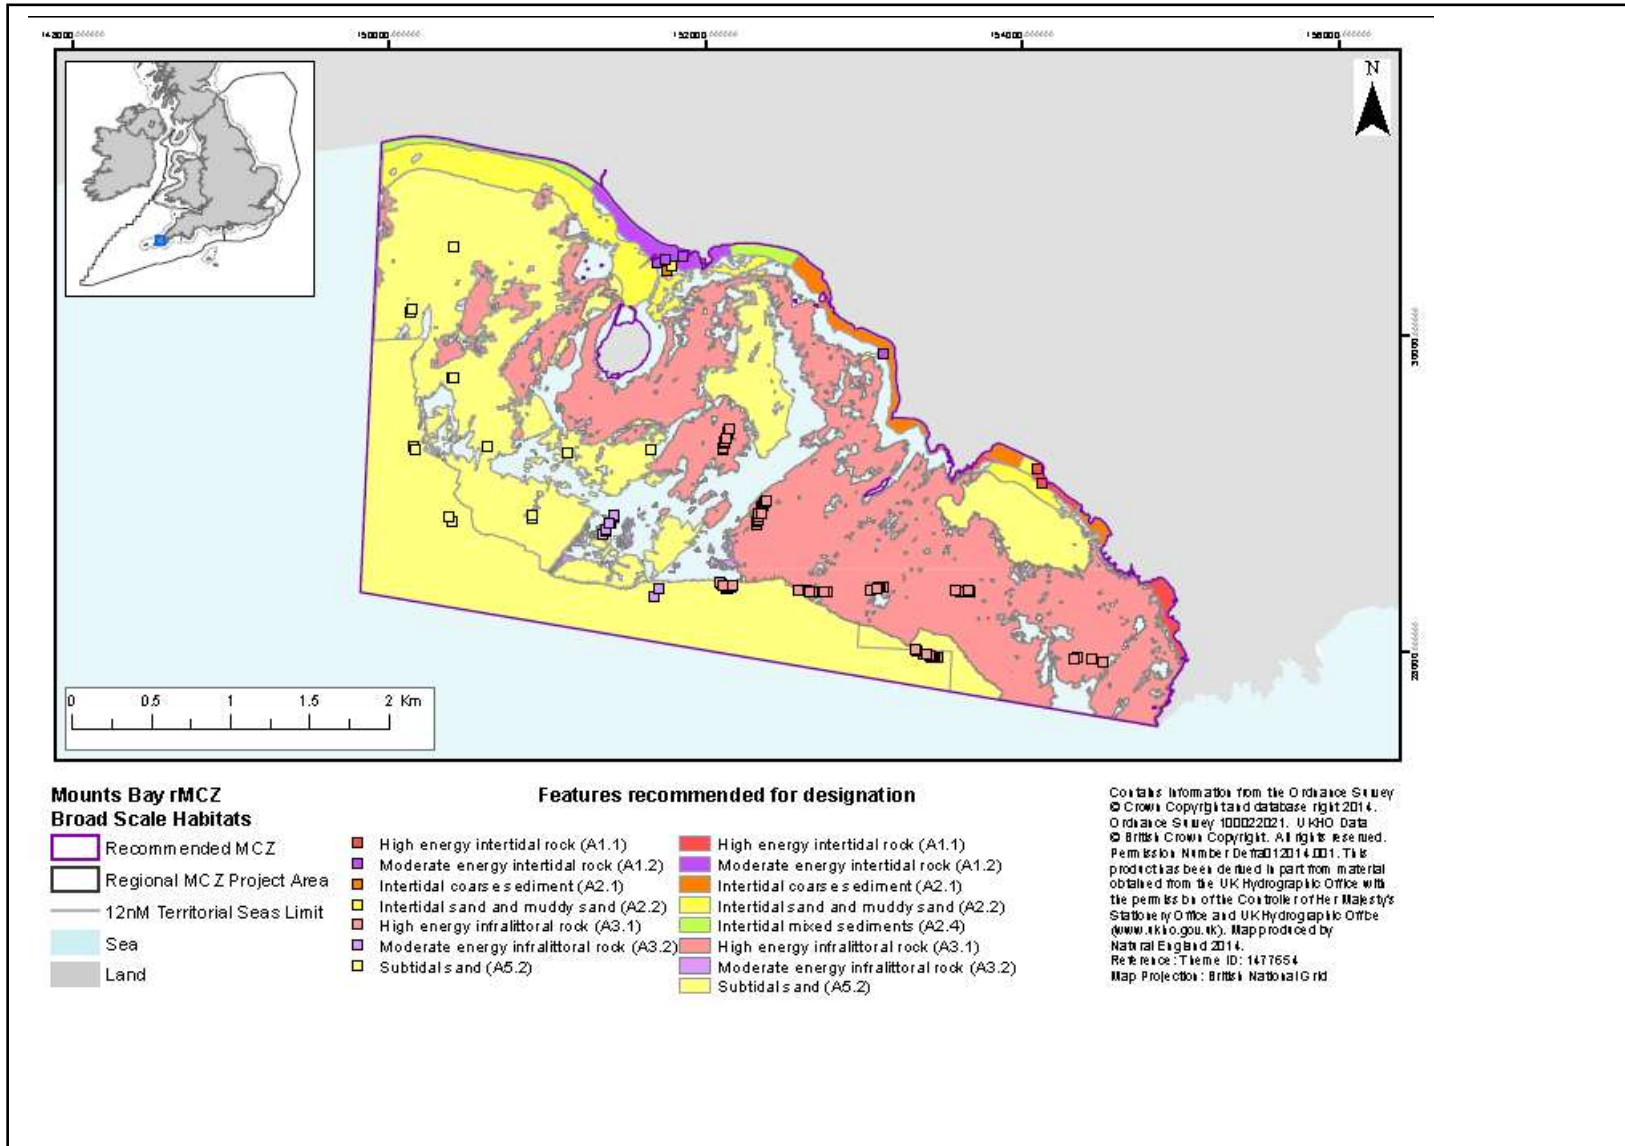 148000
150000
152000
154000
156000
N
30000
28000
0 0.5 1 1.5 2 Km
Mounts Bay rMCZ
Broad Scale Habitats
Recommended MCZ
Regional MCZ Project Area
12nM Territorial Seas Limit
Sea
Land
Features recommended for designation
High energy intertidal rock (A1.1)
Moderate energy intertidal rock (A1.2)
Intertidal coarse sediment (A2.1)
Intertidal sand and muddy sand (A2.2)
High energy infralittoral rock (A3.1)
Moderate energy infralittoral rock (A3.2)
Subtidal sand (A5.2)
High energy intertidal rock (A1.1)
Moderate energy intertidal rock (A1.2)
Intertidal coarse sediment (A2.1)
Intertidal sand and muddy sand (A2.2)
Intertidal mixed sediments (A2.4)
High energy infralittoral rock (A3.1)
Moderate energy infralittoral rock (A3.2)
Subtidal sand (A5.2)
Contains Information from the Ordnance Survey
© Crown Copyright and database right 2014.
Ordnance Survey 100022021. UKHO Data
© British Crown Copyright. All rights reserved.
Permission Number Defra012014.001. This
product has been derived in part from material
obtained from the UK Hydrographic Office with
the permission of the Controller of Her Majesty's
Stationery Office and UK Hydrographic Office
(www.ukho.gov.uk). Map produced by
Natural England 2014.
Reference: Theme ID: 1477654
Map Projection: British National Grid